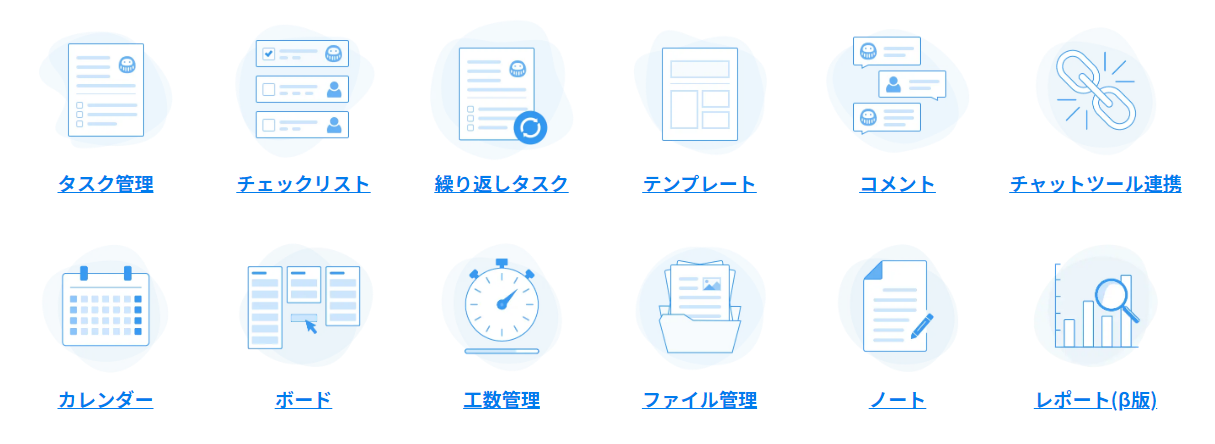 タスク管理
チェックリスト
繰り返しタスク
テンプレート
コメント
チャットツール連携
カレンダー
ボード
工数管理
ファイル管理
ノート
レポート(β版)